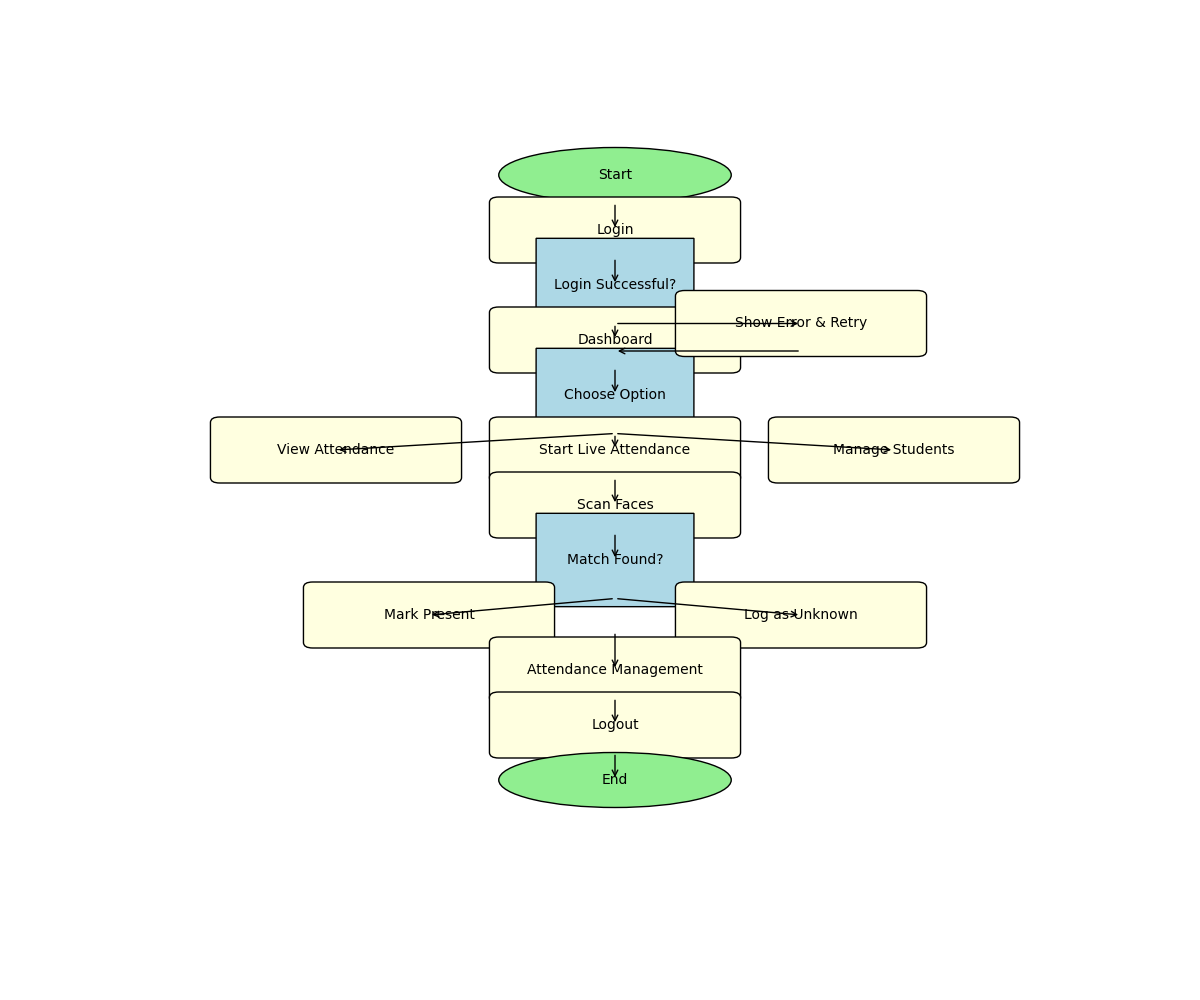 Start
Login
Login Successful?
Show Error & Retry
Dashboard
Choose Option
View Attendance
Start Live Attendance
Manage Students
Scan Faces
Match Found?
Mark Present
Log as Unknown
Attendance Management
Logout
End